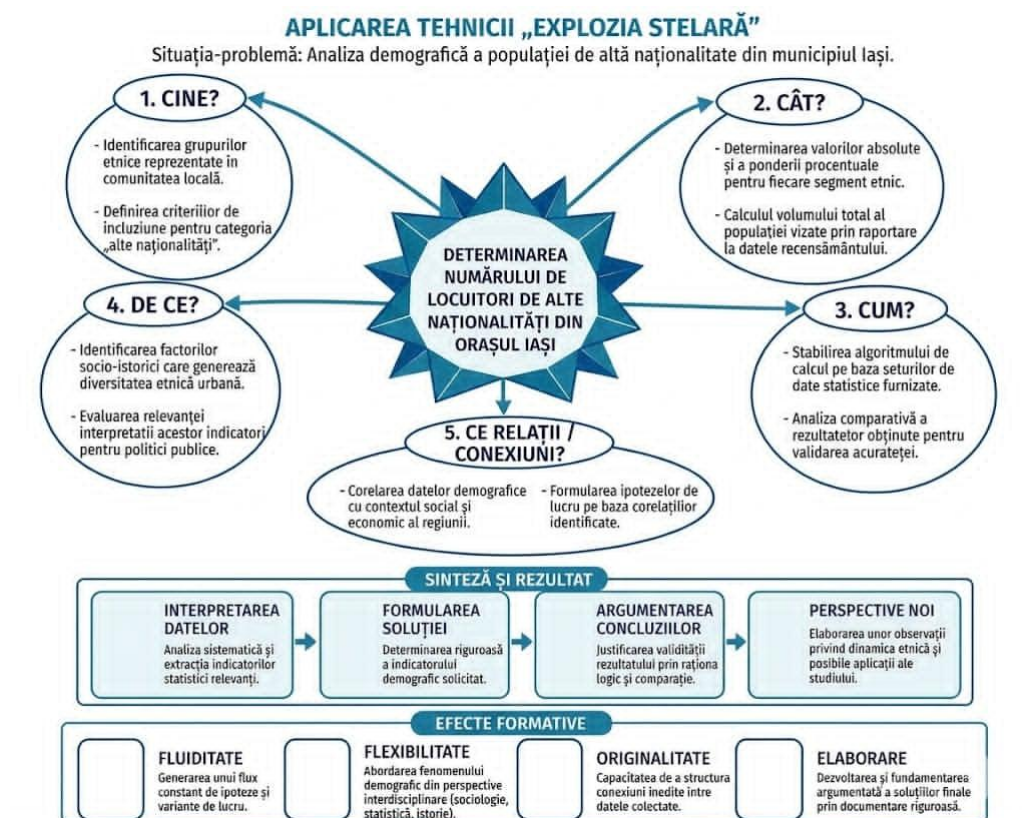 APLICAREA TEHNICII „EXPLOZIA STELARĂ”
Situația-problemă: Analiza demografică a populației de altă naționalitate din municipiul Iași.
1. CINE?
- Identificarea grupurilor
etnice reprezentate in
comunitatea locală.
- Definirea criteriilor de
incluziune pentru categoria
„alte naționalități”.
2. CÂT?
- Determinarea valorilor absolute
și a ponderii procentuale
pentru fiecare segment etnic.
- Calculul volumului total al
populației vizate prin raportare
la datele recensământului.
DETERMINAREA
NUMĂRULUI DE
LOCUITORI DE ALTE
NAȚIONALITĂȚI DIN
ORAȘUL IAȘI
4. DE CE?
- Identificarea factorilor
socio-istorici care generează
diversitatea etnică urbană.
- Evaluarea relevanței
interpretatii acestor indicatori
pentru politici publice.
3. CUM?
- Stabilirea algoritmului de
calcul pe baza seturilor de
date statistice furnizate.
- Analiza comparativă a
rezultatetor obținute pentru
validarea acurateței.
5. CE RELAȚII /
CONEXIUNI?
- Corelarea datelor demografice
cu contextul social și
economic al regiunii.
- Formularea ipotezelor de
lucru pe baza corelațiilor
identificate.
SINTEZĂ ȘI REZULTAT
INTERPRETAREA
DATELOR
Analiza sistematică și
extracția indicatorilor
statistici relevanți.
FORMULAREA
SOLUȚIEI
Determinarea riguroasă
a indicatorului
demografic solicitat.
ARGUMENTAREA
CONCLUZIILOR
Justificarea validității
rezultatului prin raționa
logic și comparație.
PERSPECTIVE NOI
Elaborarea unor observații
privind dinamica etnică și
posibile aplicații ale
studiului.
EFECTE FORMATIVE
FLUIDITATE
Generarea unui flux
constant de ipoteze și
variante de lucru.
FLEXIBILITATE
Abordarea fenomenului
demografic din perspective
interdisciplinare (sociologie,
statistică, istorie).
ORIGINALITATE
Capacitatea de a structura
conexiuni inedite între
datele colectate.
ELABORARE
Dezvoltarea și fundamentarea
argumentată a soluțiilor finale
prin documentare riguroasă.